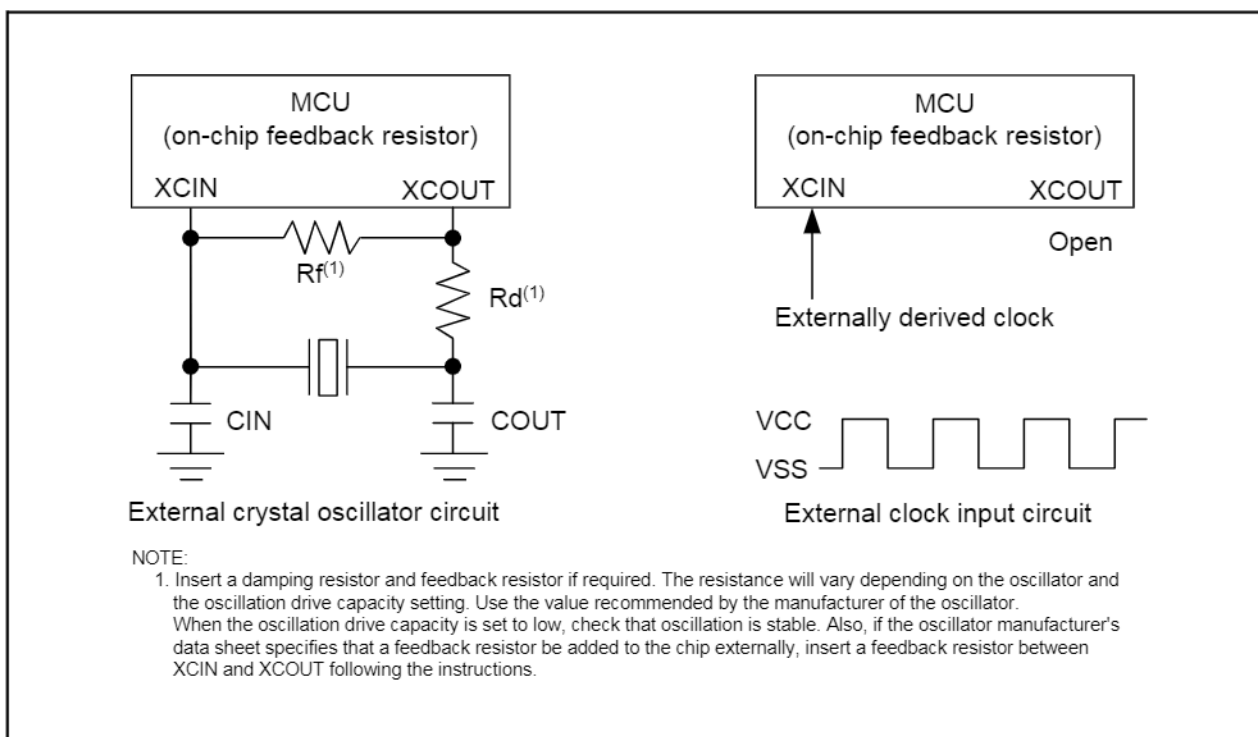 MCU
(on-chip feedback resistor)
XCIN
XCOUT
Rf(1)
Rd(1)
CIN
COUT
External crystal oscillator circuit
MCU
(on-chip feedback resistor)
XCIN
XCOUT
Open
Externally derived clock
VCC
VSS
External clock input circuit
NOTE:
1. Insert a damping resistor and feedback resistor if required. The resistance will vary depending on the oscillator and
the oscillation drive capacity setting. Use the value recommended by the manufacturer of the oscillator.
When the oscillation drive capacity is set to low, check that oscillation is stable. Also, if the oscillator manufacturer's
data sheet specifies that a feedback resistor be added to the chip externally, insert a feedback resistor between
XCIN and XCOUT following the instructions.